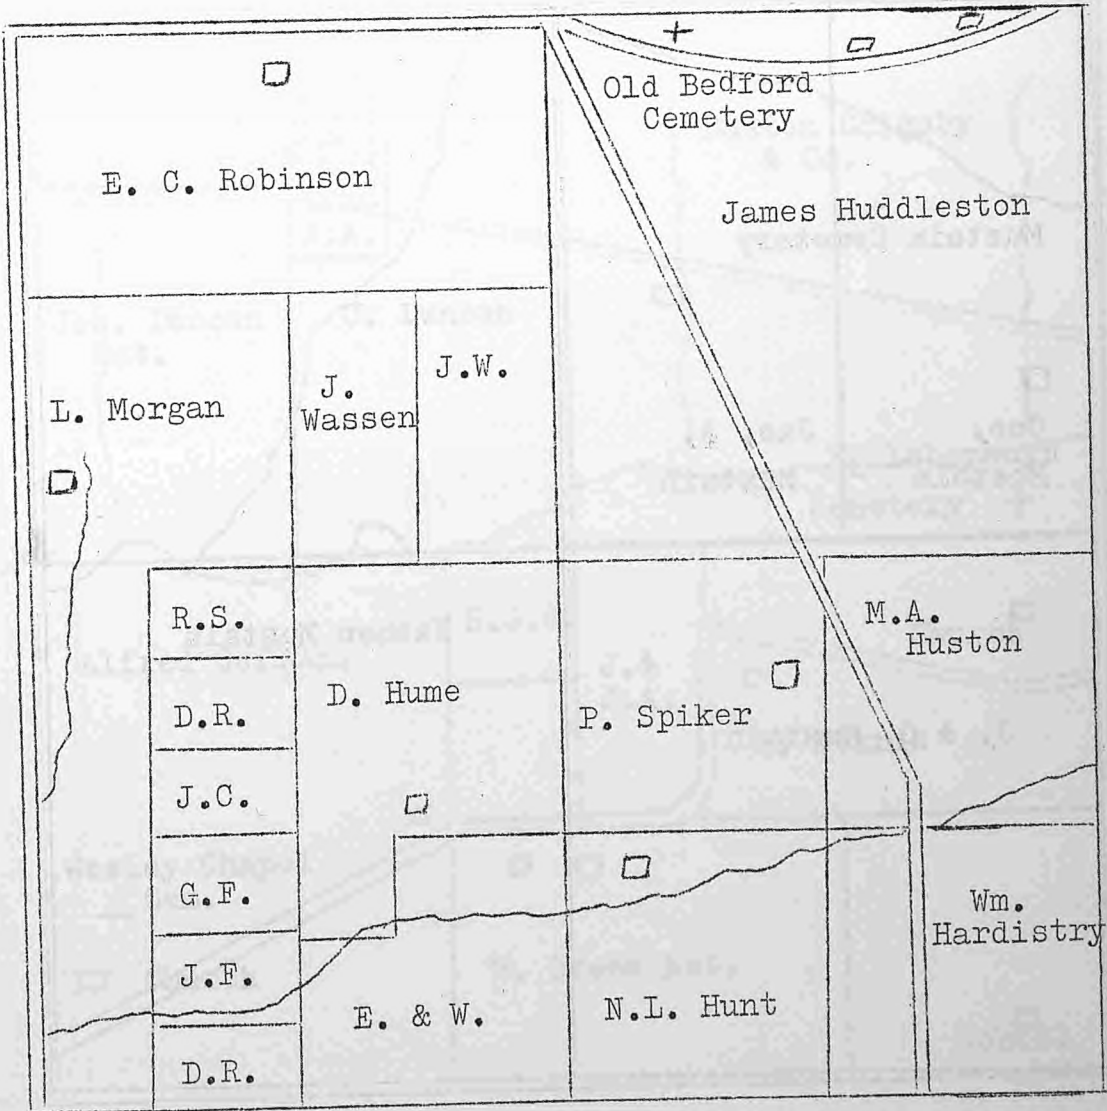 Old Bedford
Cemetery
E. C. Robinson
James Huddleston
L. Morgan
J.
Wassen
J.W.
R.S.
D.R.
J.C.
G.F.
J.F.
D.R.
D. Hume
P. Spiker
M.A.
Huston
E. & W.
N.L. Hunt
Wm.
Hardistry